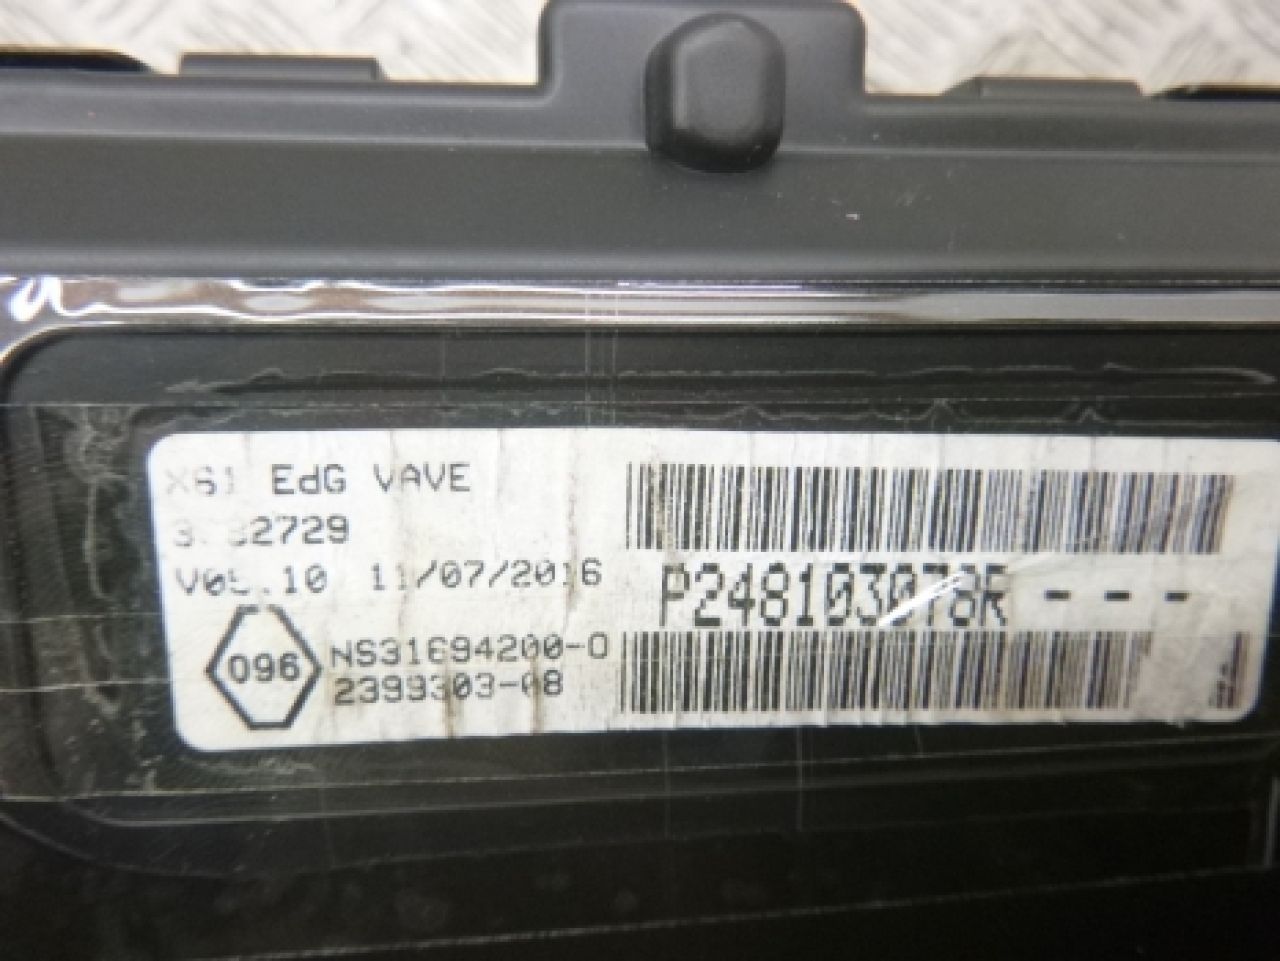 X61 EdG VAVE
V05.10 11/07/2016
P248103078R---
096
NS31694200-0
2399303-08